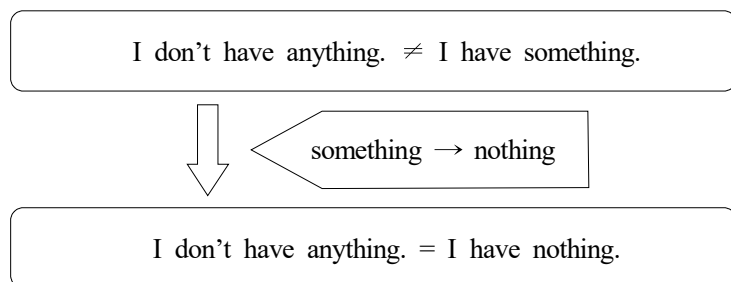 I don't have anything. ≠ I have something.
something → nothing
I don't have anything. = I have nothing.